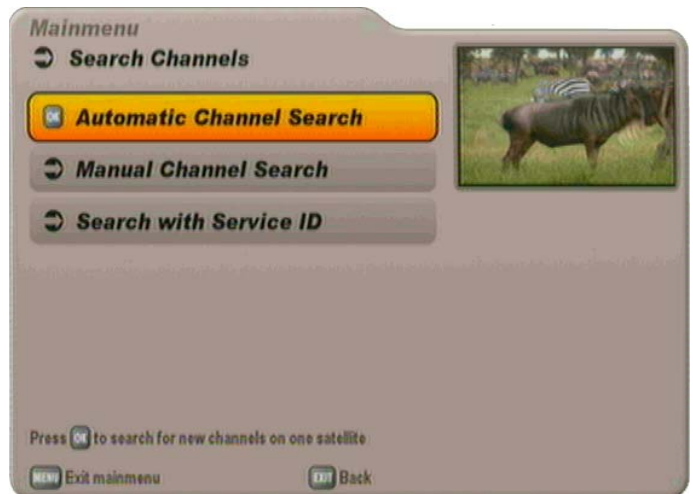 Mainmenu
Search Channels
OK Automatic Channel Search
Manual Channel Search
Search with Service ID
Press OK to search for new channels on one satellite
MENU Exit mainmenu EXIT Back